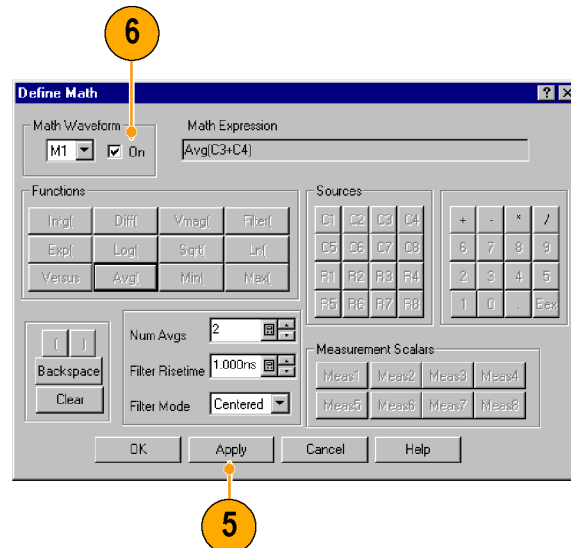 6
Define Math
Math Waveform
Math Expression
M1 On Avg(C3+C4)
Functions
Sources
Intg( Diff( Vmag( Filter( C1 C2 C3 C4 + - * /
Exp( Log( Sqrt( Ln( C5 C6 C7 C8 6 7 8 9
Versus Avg( Min( Max( R1 R2 R3 R4 2 3 4 5
R5 R6 R7 R8 1 0 . Eex
( )
Num Avgs 2
Measurement Scalars
Backspace Filter Risetime 1.000ns Meas1 Meas2 Meas3 Meas4
Clear Filter Mode Centered Meas5 Meas6 Meas7 Meas8
OK Apply Cancel Help
5